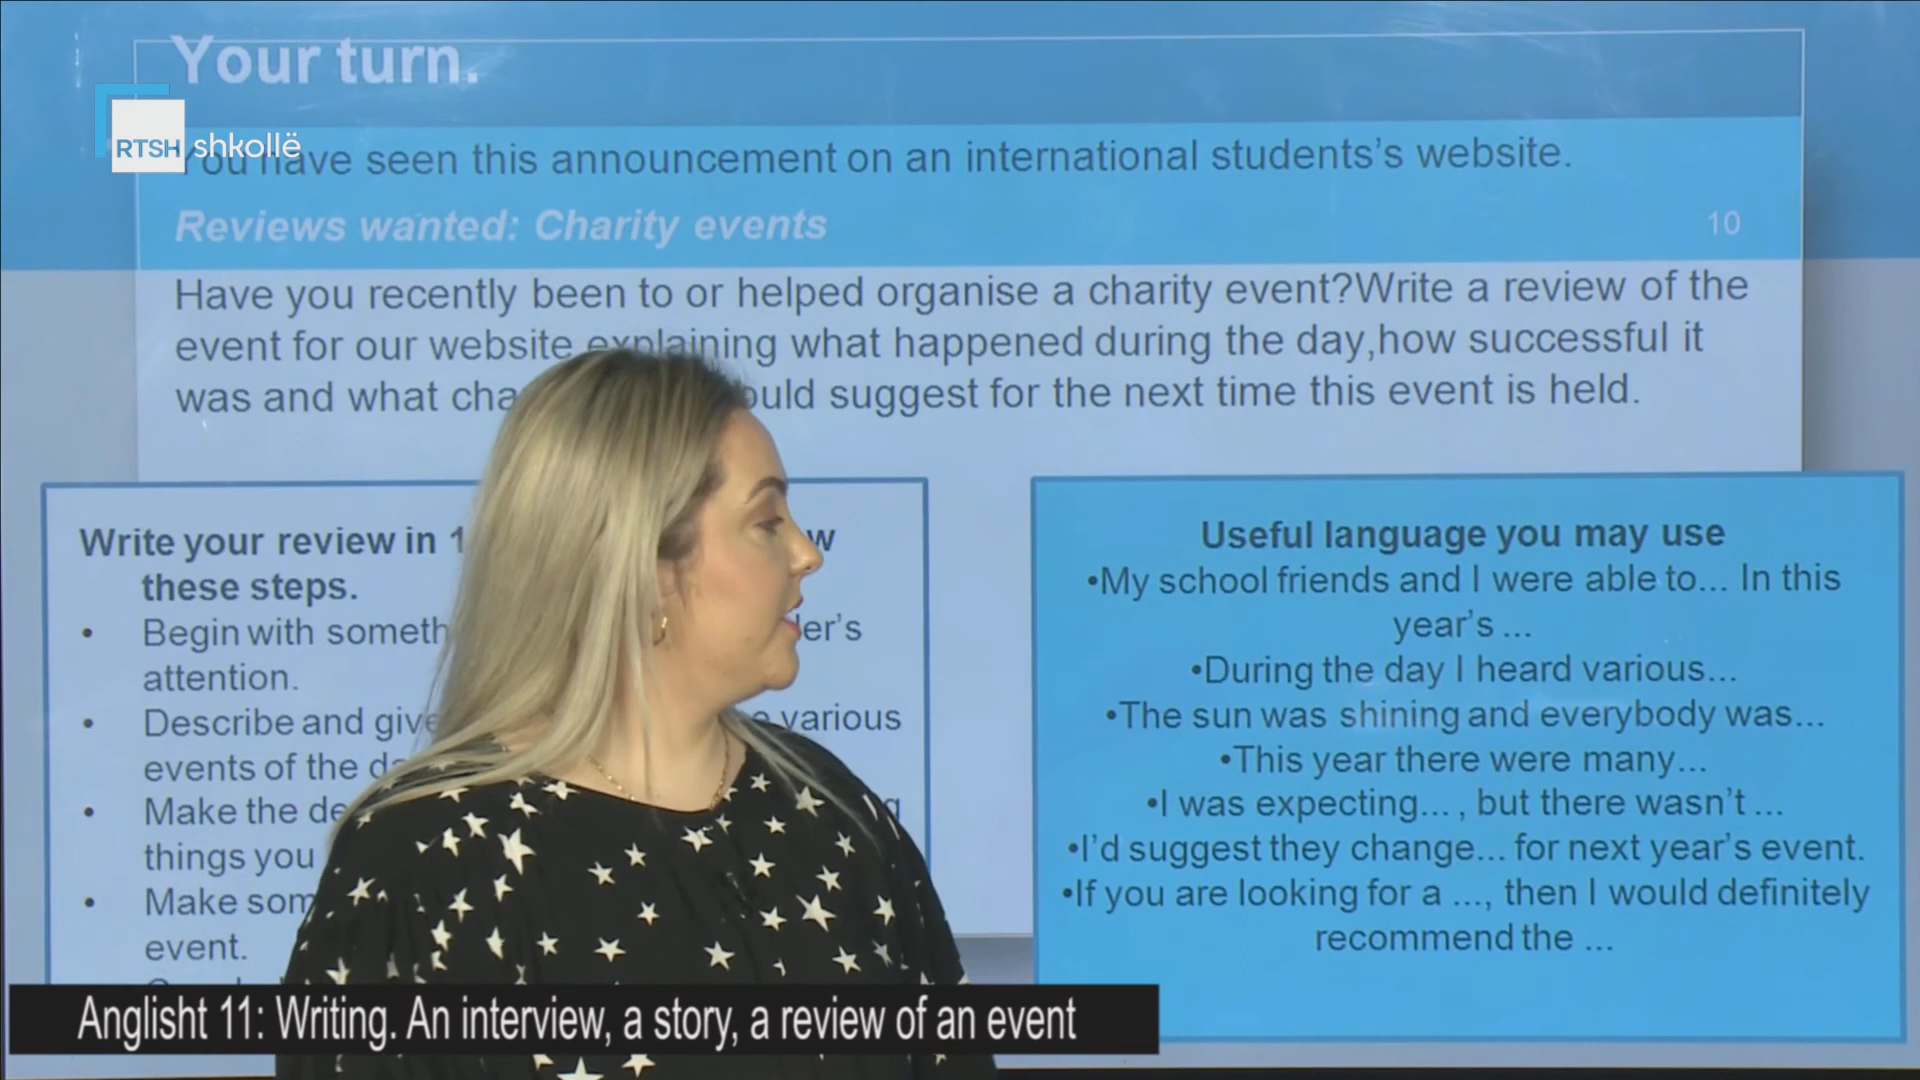 Your turn.
RTSH shkollë
have seen this announcement on an international students's website.
Reviews wanted: Charity events
10
Have you recently been to or helped organise a charity event?Write a review of the
event for our website explaining what happened during the day,how successful it
was and what suggest for the next time this event is held.
Write your review in
these steps.
• Begin with
attention.
• Describe and various
events of the
• Make the
things you
• Make
event.
Useful language you may use
•My school friends and I were able to... In this
year's ...
•During the day I heard various...
•The sun was shining and everybody was...
•This year there were many...
•I was expecting... , but there wasn't ...
•I'd suggest they change... for next year's event.
•If you are looking for a ..., then I would definitely
recommend the ...
Anglisht 11: Writing. An interview, a story, a review of an event